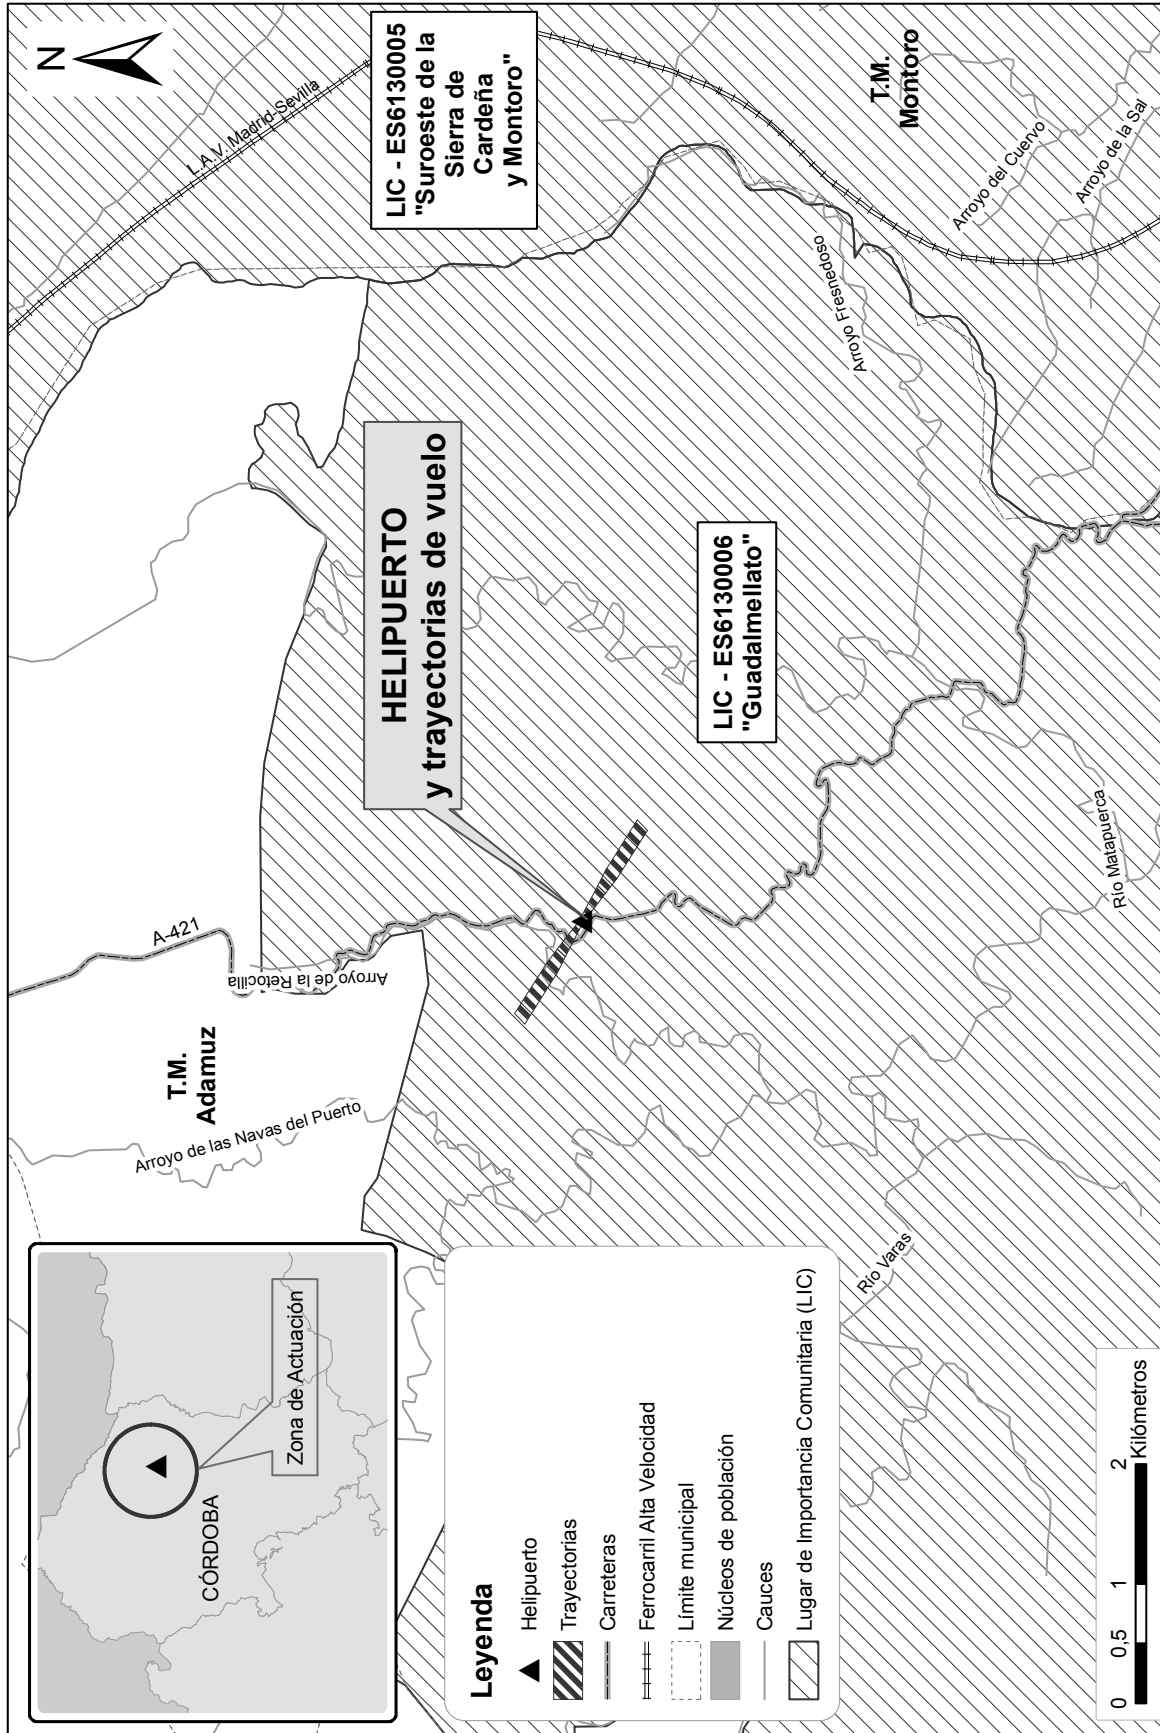 N
L.A.V. Madrid-Sevilla
LIC - ES6130005
"Suroeste de la
Sierra de
Cardeña
y Montoro"
T.M.
Montoro
Arroyo del Cuervo
Arroyo de la Sal
Arroyo Fresnedoso
HELIPUERTO
y trayectorias de vuelo
LIC - ES6130006
"Guadalmellato"
A-421
Arroyo de la Retocilla
T.M.
Adamuz
Arroyo de las Navas del Puerto
Río Matapuerca
Río Varas
CÓRDOBA
Zona de Actuación
Leyenda
Helipuerto
Trayectorias
Carreteras
Ferrocarril Alta Velocidad
Límite municipal
Núcleos de población
Cauces
Lugar de Importancia Comunitaria (LIC)
0 0,5 1 2
Kilómetros